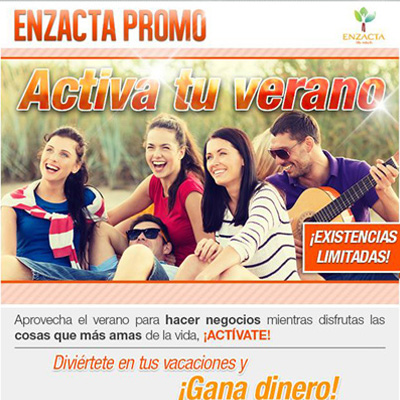 ENZACTA PROMO
ENZACTA
Activa tu verano
¡EXISTENCIAS
LIMITADAS!
Aprovecha el verano para hacer negocios mientras disfrutas las
cosas que más amas de la vida, ¡ACTÍVATE!
Diviértete en tus vacaciones y
¡Gana dinero!